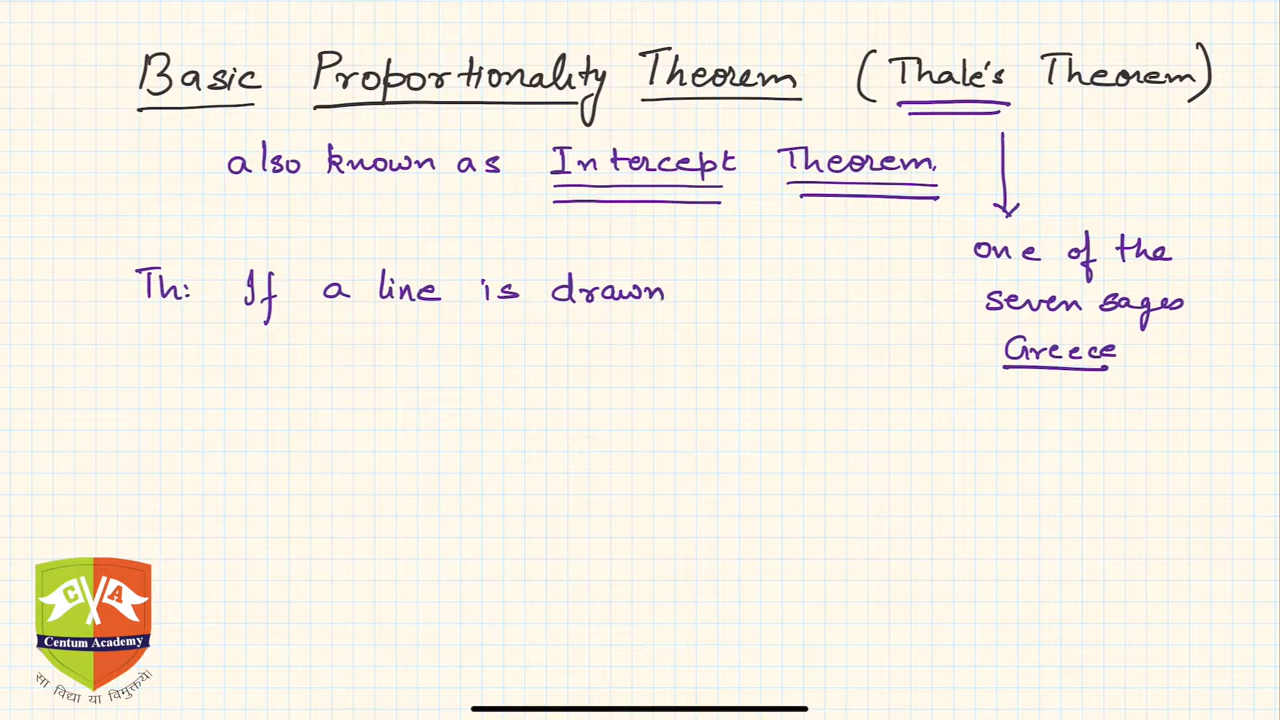 Basic Proportionality Theorem (Thale's Theorem)
also known as Intercept Theorem.
one of the
seven sages
Greece
Th: If a line is drawn
C A
Centum Academy
सा विद्या या विमुक्तये।